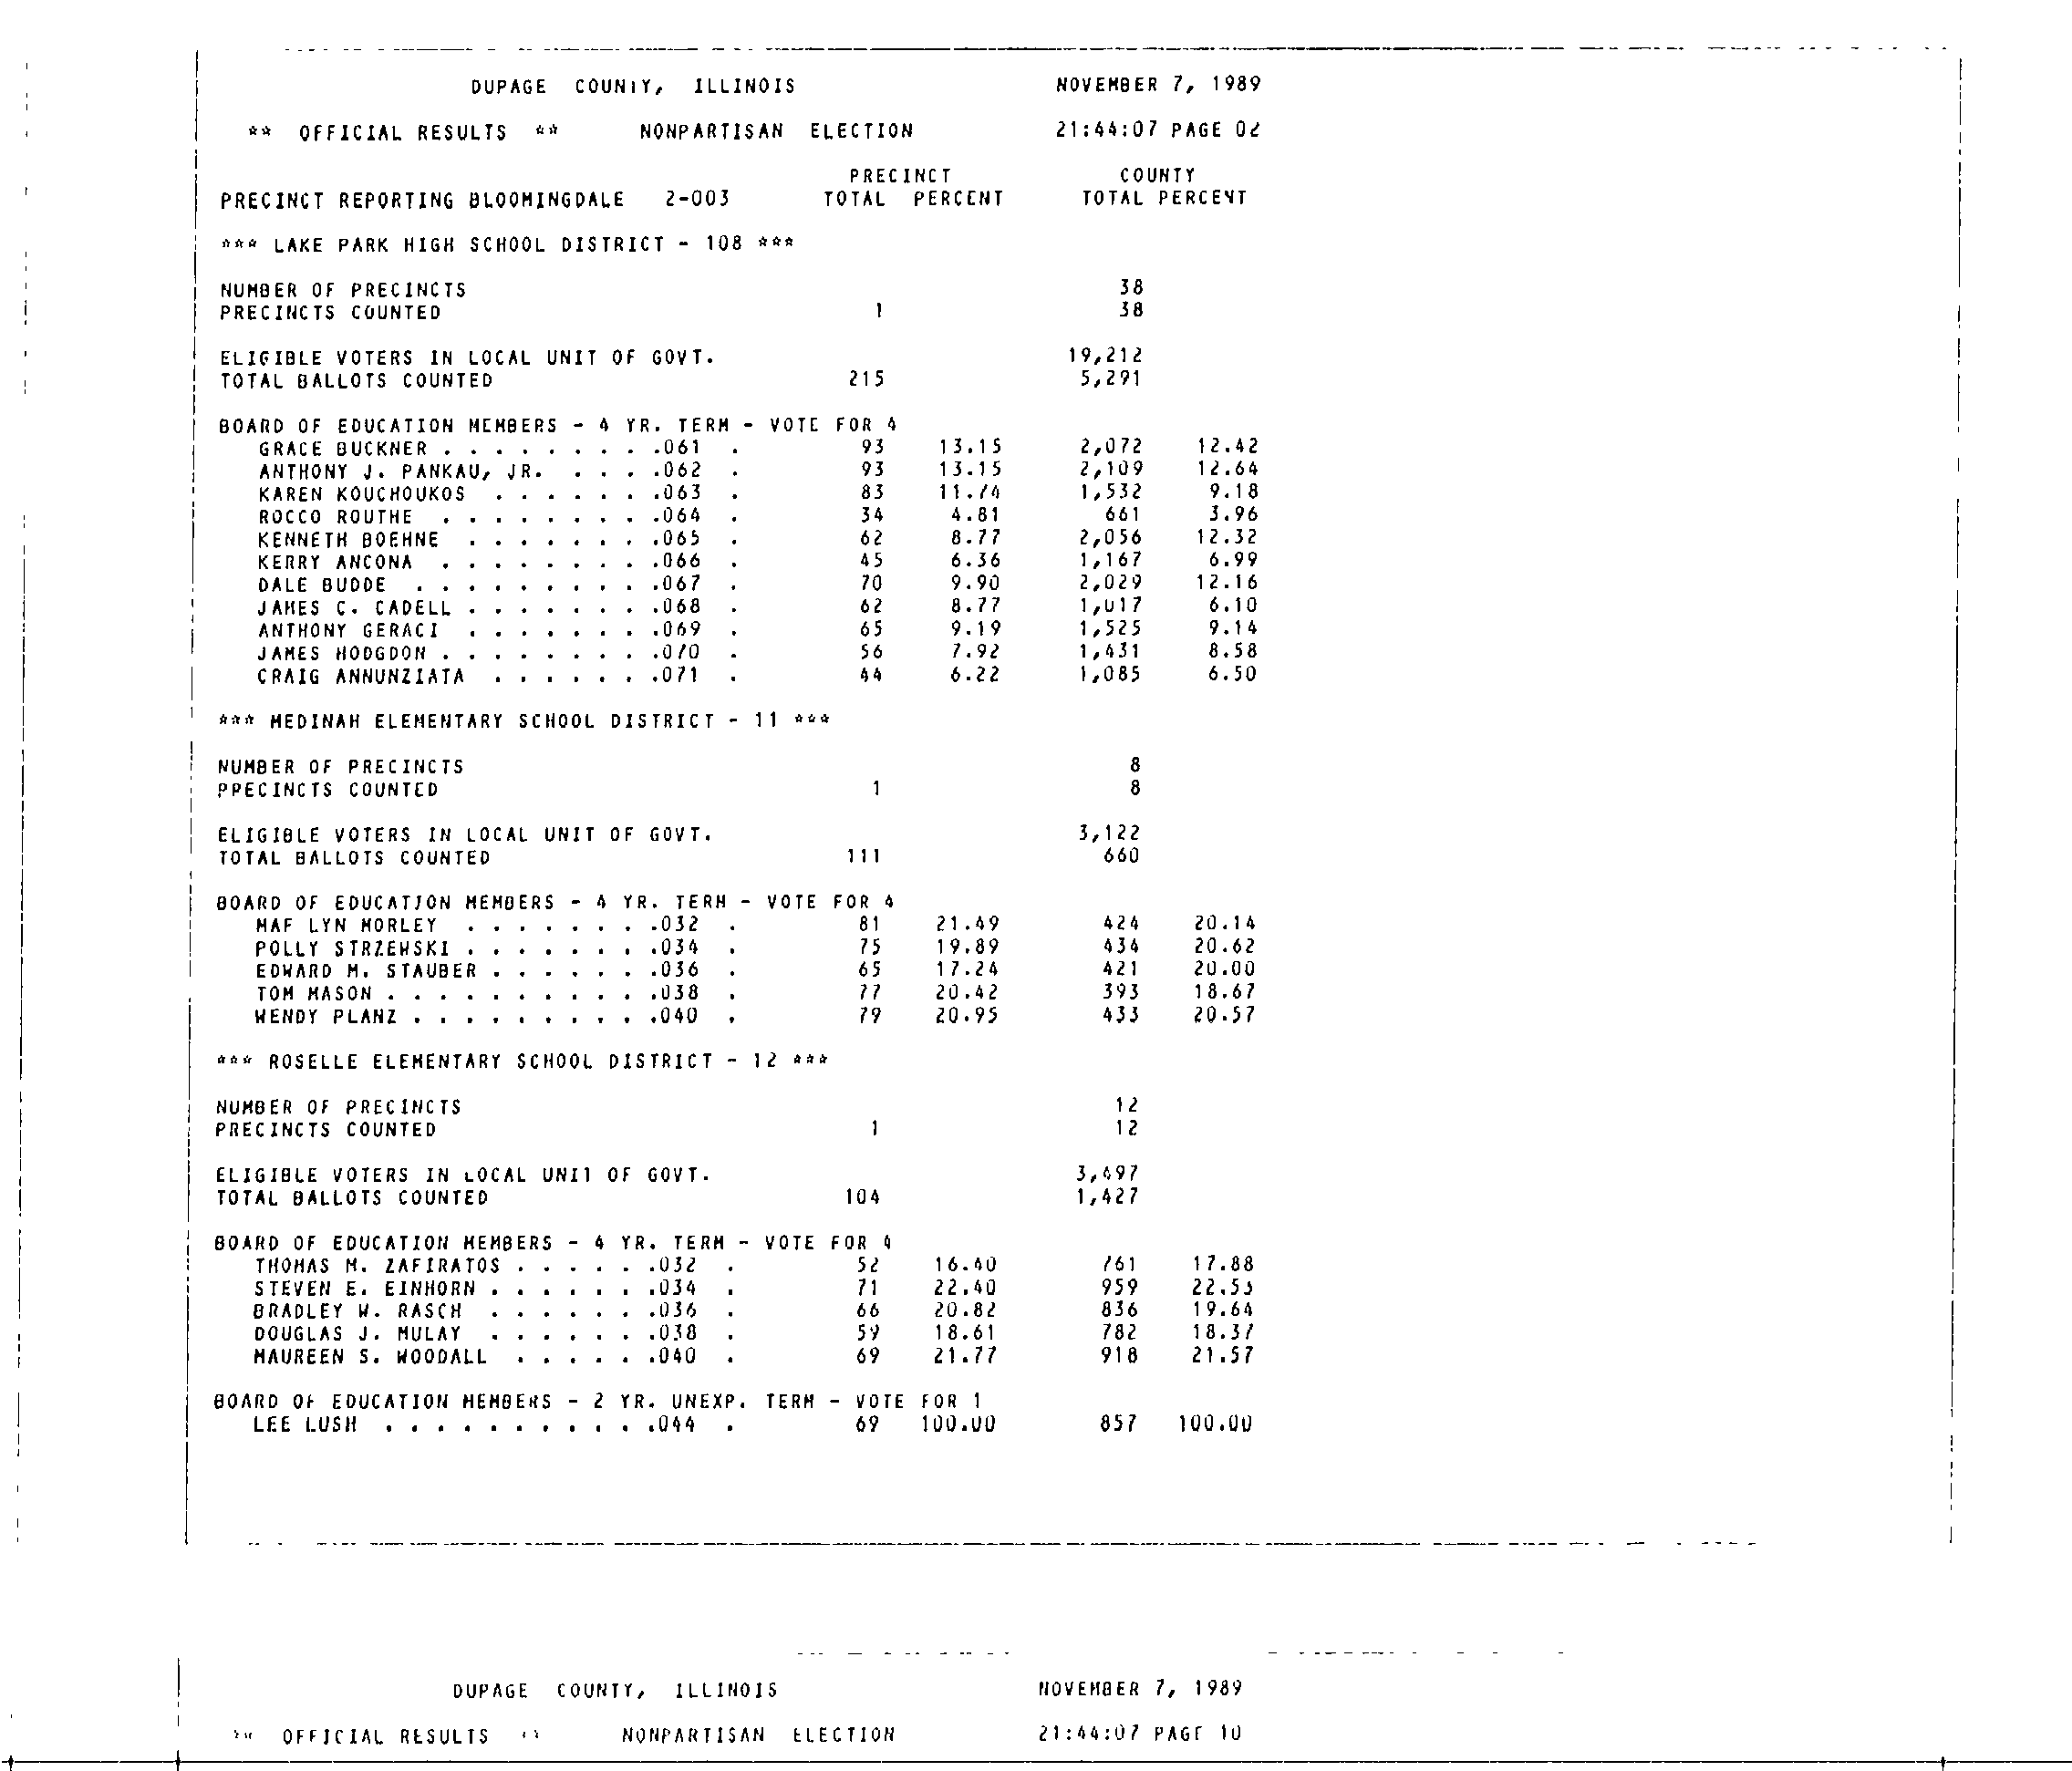 DUPAGE COUNTY, ILLINOIS NOVEMBER 7, 1989
** OFFICIAL RESULTS ** NONPARTISAN ELECTION 21:44:07 PAGE 02
PRECINCT COUNTY
PRECINCT REPORTING BLOOMINGDALE 2-003 TOTAL PERCENT TOTAL PERCENT
*** LAKE PARK HIGH SCHOOL DISTRICT - 108 ***
NUMBER OF PRECINCTS 38
PRECINCTS COUNTED 1 38
ELIGIBLE VOTERS IN LOCAL UNIT OF GOVT. 19,212
TOTAL BALLOTS COUNTED 215 5,291
BOARD OF EDUCATION MEMBERS - 4 YR. TERM - VOTE FOR 4
GRACE BUCKNER . . . . . . . . .061 . 93 13.15 2,072 12.42
ANTHONY J. PANKAU, JR. . . . .062 . 93 13.15 2,109 12.64
KAREN KOUCHOUKOS . . . . . . .063 . 83 11.74 1,532 9.18
ROCCO ROUTHE . . . . . . . . .064 . 34 4.81 661 3.96
KENNETH BOEHNE . . . . . . . .065 . 62 8.77 2,056 12.32
KERRY ANCONA . . . . . . . . .066 . 45 6.36 1,167 6.99
DALE BUDDE . . . . . . . . . .067 . 70 9.90 2,029 12.16
JAMES C. CADELL . . . . . . . .068 . 62 8.77 1,017 6.10
ANTHONY GERACI . . . . . . . .069 . 65 9.19 1,525 9.14
JAMES HODGDON . . . . . . . . .070 . 56 7.92 1,431 8.58
CRAIG ANNUNZIATA . . . . . . .071 . 44 6.22 1,085 6.50
*** MEDINAH ELEMENTARY SCHOOL DISTRICT - 11 ***
NUMBER OF PRECINCTS 8
PRECINCTS COUNTED 1 8
ELIGIBLE VOTERS IN LOCAL UNIT OF GOVT. 3,122
TOTAL BALLOTS COUNTED 111 660
BOARD OF EDUCATION MEMBERS - 4 YR. TERM - VOTE FOR 4
MAF LYN MORLEY . . . . . . . .032 . 81 21.49 424 20.14
POLLY STRZEWSKI . . . . . . . .034 . 75 19.89 434 20.62
EDWARD M. STAUBER . . . . . . .036 . 65 17.24 421 20.00
TOM MASON . . . . . . . . . . .038 . 77 20.42 393 18.67
WENDY PLANZ . . . . . . . . . .040 . 79 20.95 433 20.57
*** ROSELLE ELEMENTARY SCHOOL DISTRICT - 12 ***
NUMBER OF PRECINCTS 12
PRECINCTS COUNTED 1 12
ELIGIBLE VOTERS IN LOCAL UNIT OF GOVT. 3,497
TOTAL BALLOTS COUNTED 104 1,427
BOARD OF EDUCATION MEMBERS - 4 YR. TERM - VOTE FOR 4
THOMAS M. ZAFIRATOS . . . . . .032 . 52 16.40 761 17.88
STEVEN E. EINHORN . . . . . . .034 . 71 22.40 959 22.53
BRADLEY W. RASCH . . . . . . .036 . 66 20.82 836 19.64
DOUGLAS J. MULAY . . . . . . .038 . 59 18.61 782 18.37
MAUREEN S. WOODALL . . . . . .040 . 69 21.77 918 21.57
BOARD OF EDUCATION MEMBERS - 2 YR. UNEXP. TERM - VOTE FOR 1
LEE LUSH . . . . . . . . . . .044 . 69 100.00 857 100.00
DUPAGE COUNTY, ILLINOIS NOVEMBER 7, 1989
** OFFICIAL RESULTS ** NONPARTISAN ELECTION 21:44:07 PAGE 10